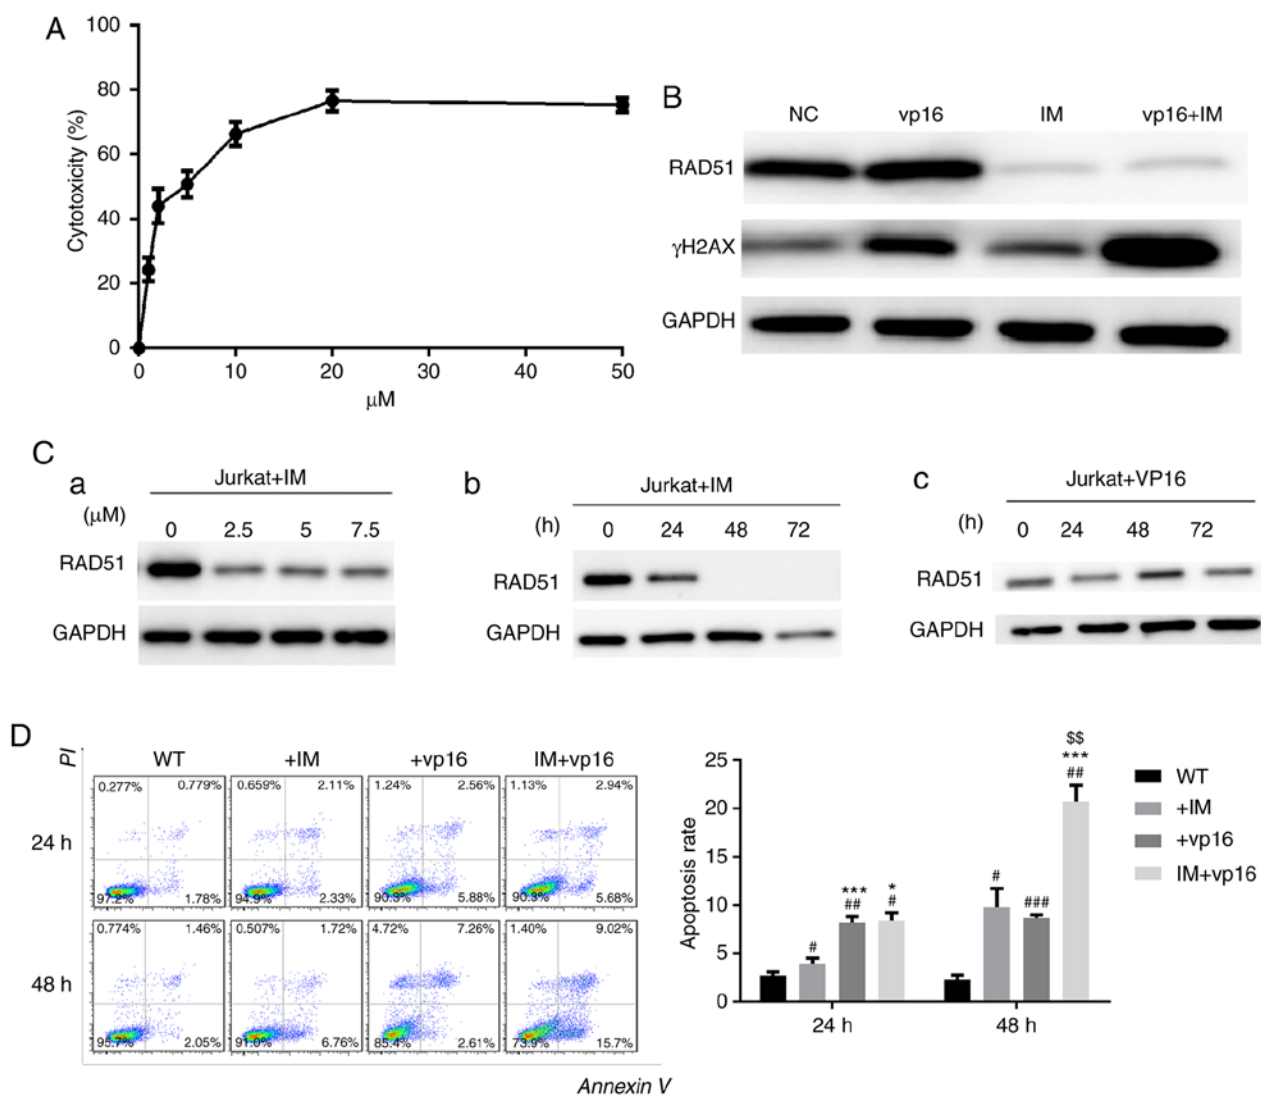 A
100
80
60
40
20
0
Cytotoxicity (%)
0 10 20 30 40 50
μM
B
NC vp16 IM vp16+IM
RAD51
γH2AX
GAPDH
C
a
Jurkat+IM
(μM) 0 2.5 5 7.5
RAD51
GAPDH
b
Jurkat+IM
(h) 0 24 48 72
RAD51
GAPDH
c
Jurkat+VP16
(h) 0 24 48 72
RAD51
GAPDH
D
PI
WT +IM +vp16 IM+vp16
24 h
0.277% 0.779% 0.659% 2.11% 1.24% 2.56% 1.13% 2.94%
97.2% 1.78% 94.9% 2.33% 90.3% 5.88% 90.3% 5.68%
48 h
0.774% 1.46% 0.507% 1.72% 4.72% 7.26% 1.40% 9.02%
95.7% 2.05% 91.0% 6.76% 85.4% 2.61% 73.9% 15.7%
Annexin V
Apoptosis rate
25
20
15
10
5
0
#
***
##
*
#
#
###
$$
***
##
24 h 48 h
WT
+IM
+vp16
IM+vp16